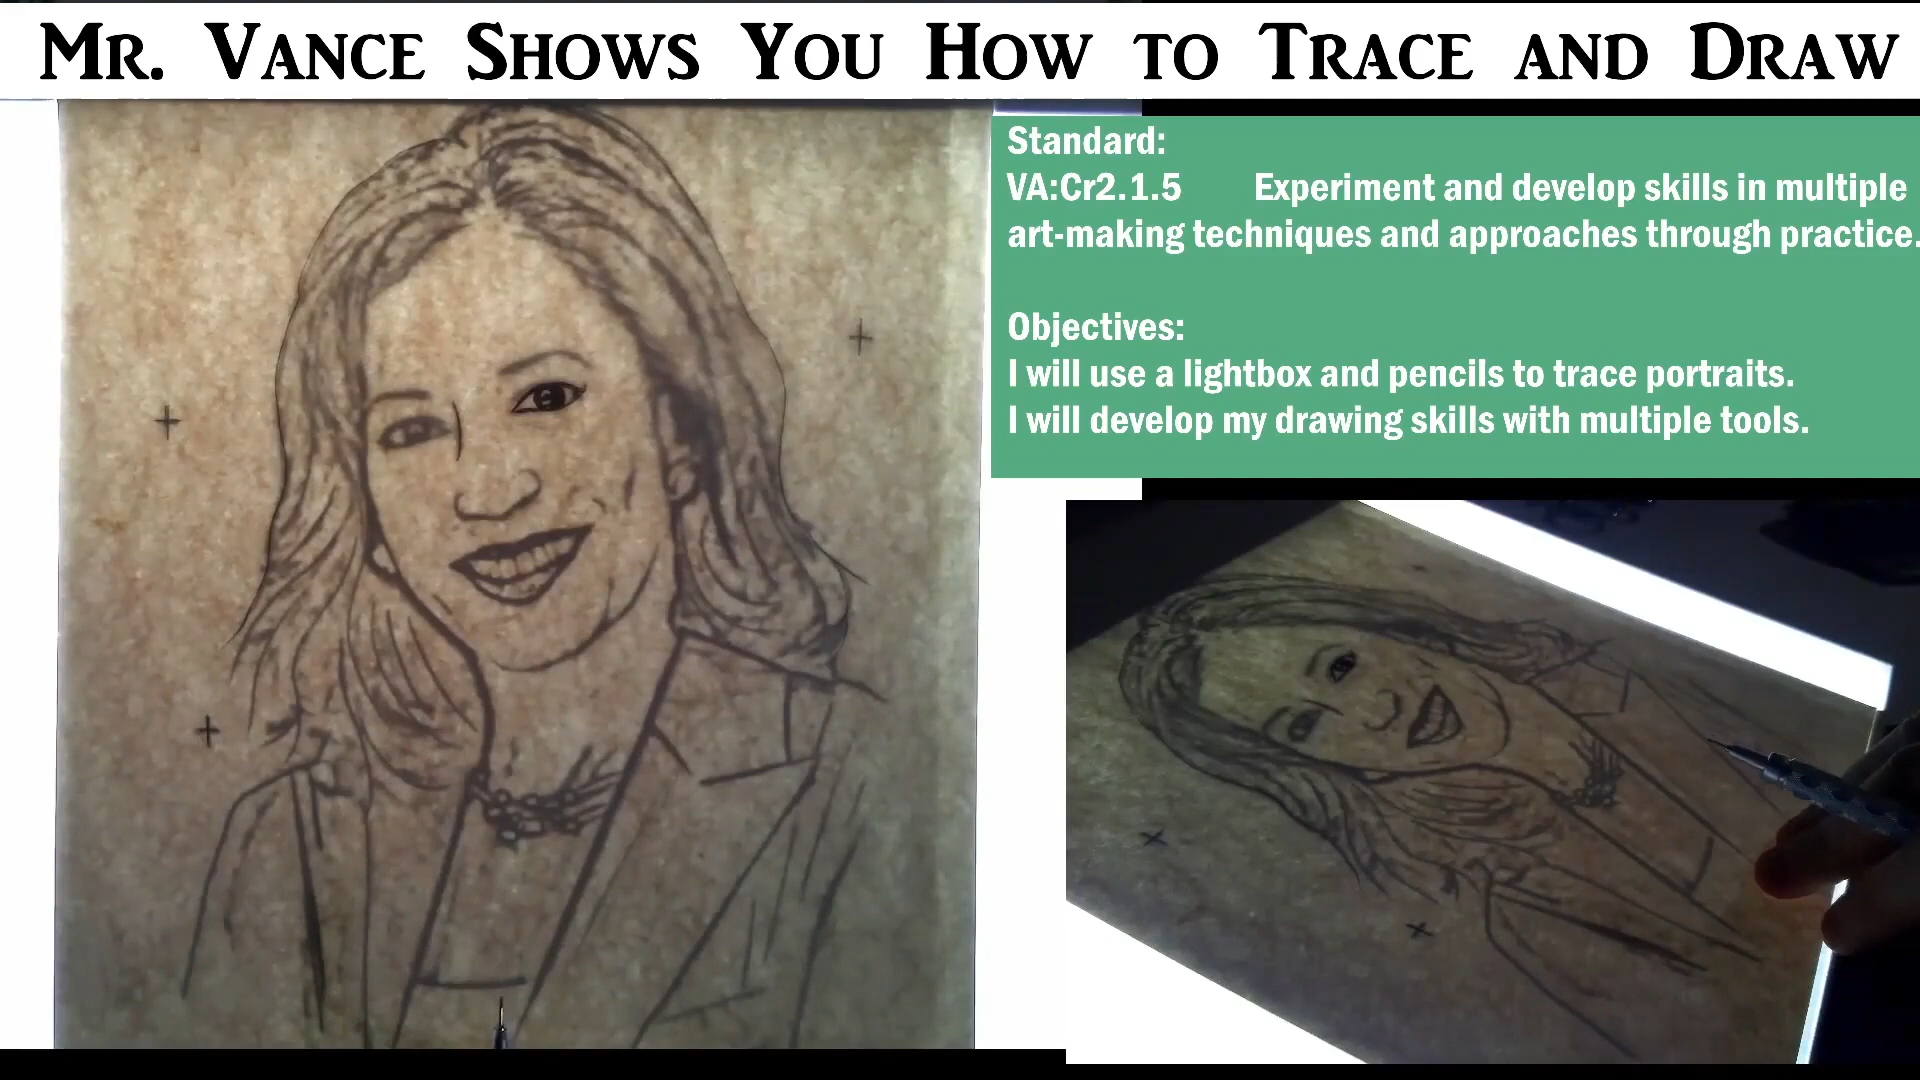 Mr. Vance Shows You How to Trace and Draw
Standard:
VA:Cr2.1.5 Experiment and develop skills in multiple
art-making techniques and approaches through practice.
Objectives:
I will use a lightbox and pencils to trace portraits.
I will develop my drawing skills with multiple tools.